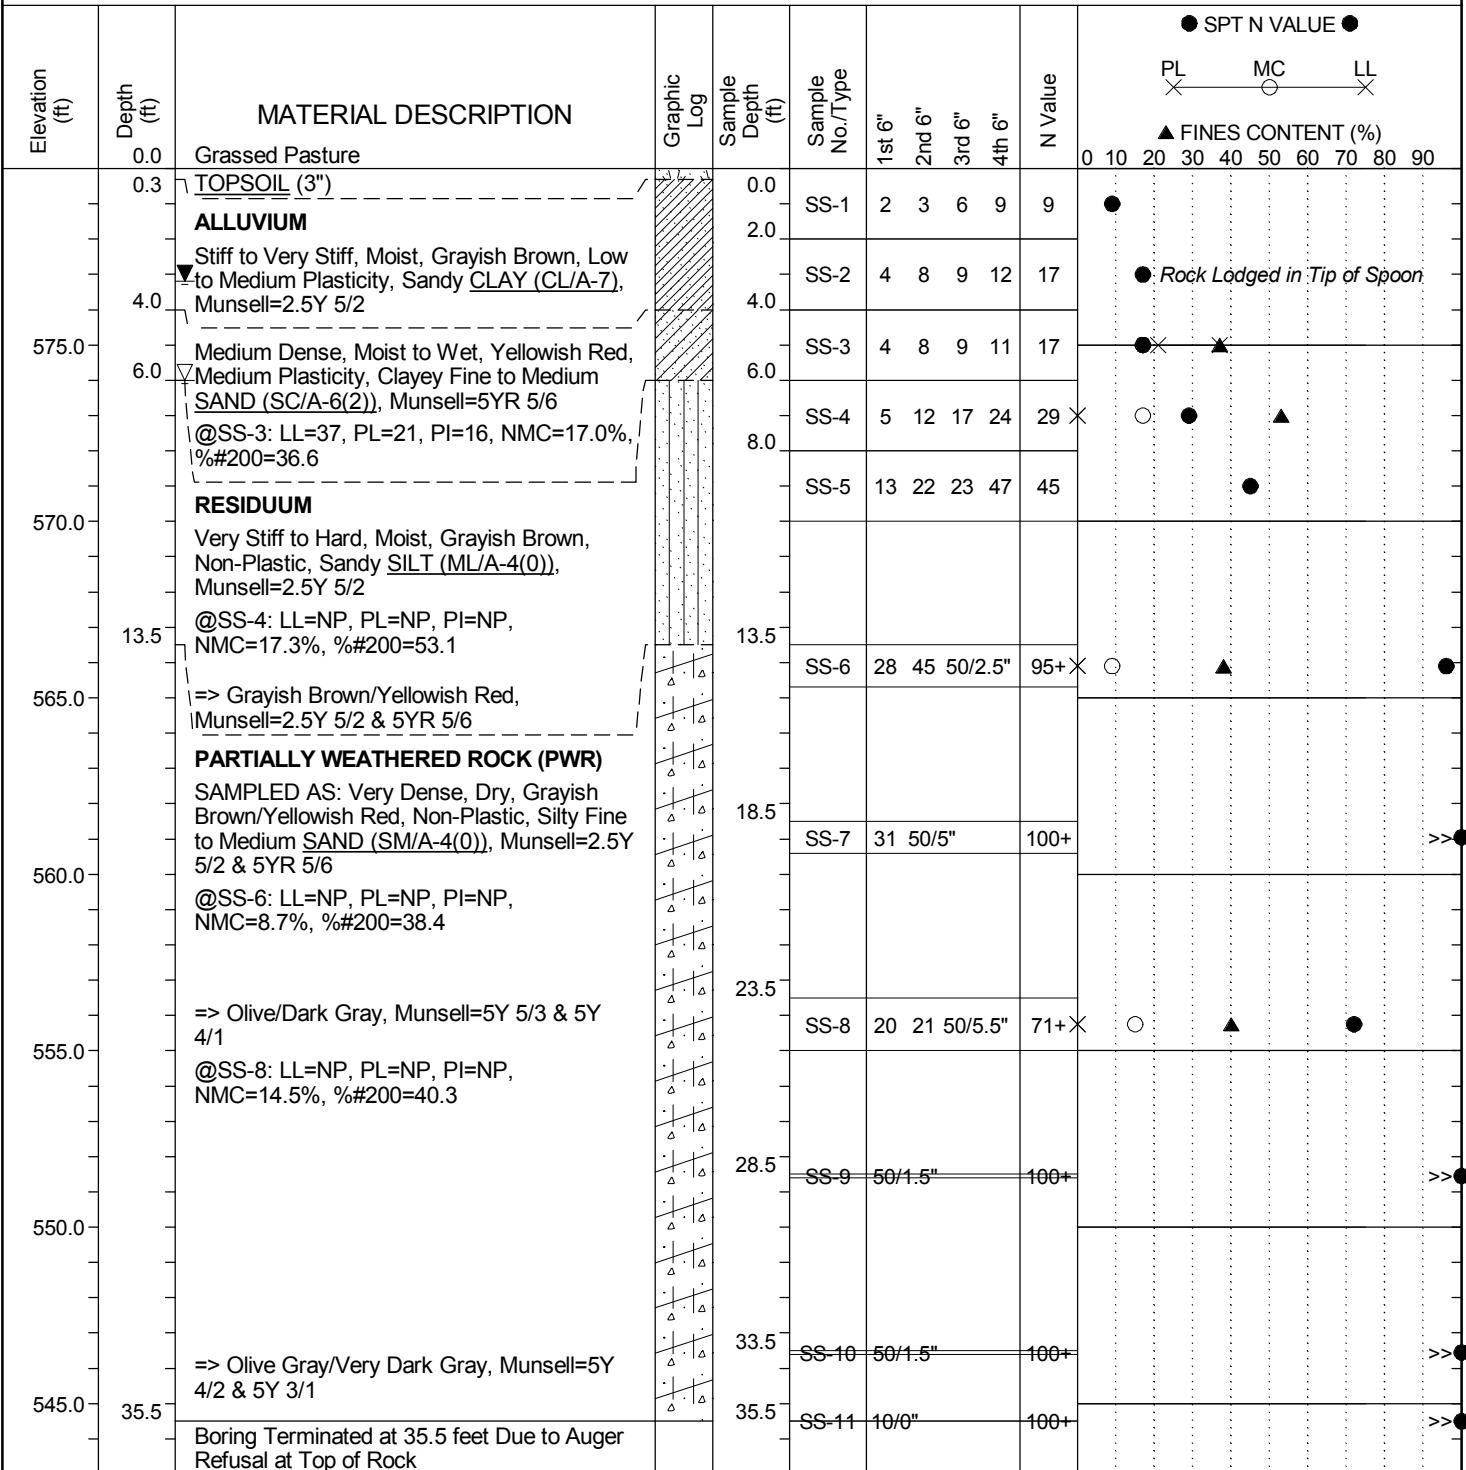 ● SPT N VALUE ●
PL MC LL
▲ FINES CONTENT (%)
0 10 20 30 40 50 60 70 80 90
Elevation (ft)
Depth (ft)
MATERIAL DESCRIPTION
Graphic Log
Sample Depth (ft)
Sample No./Type
1st 6"
2nd 6"
3rd 6"
4th 6"
N Value
0.0 Grassed Pasture
0.3 TOPSOIL (3") 0.0
SS-1 2 3 6 9 9
ALLUVIUM 2.0
Stiff to Very Stiff, Moist, Grayish Brown, Low
to Medium Plasticity, Sandy CLAY (CL/A-7), SS-2 4 8 9 12 17 Rock Lodged in Tip of Spoon
4.0 Munsell=2.5Y 5/2 4.0
575.0 Medium Dense, Moist to Wet, Yellowish Red, SS-3 4 8 9 11 17
6.0 Medium Plasticity, Clayey Fine to Medium 6.0
SAND (SC/A-6(2)), Munsell=5YR 5/6
SS-4 5 12 17 24 29
@SS-3: LL=37, PL=21, PI=16, NMC=17.0%, 8.0
%#200=36.6
SS-5 13 22 23 47 45
RESIDUUM
570.0
Very Stiff to Hard, Moist, Grayish Brown,
Non-Plastic, Sandy SILT (ML/A-4(0)),
Munsell=2.5Y 5/2
@SS-4: LL=NP, PL=NP, PI=NP,
13.5 NMC=17.3%, %#200=53.1 13.5
SS-6 28 45 50/2.5" 95+
=> Grayish Brown/Yellowish Red,
565.0
Munsell=2.5Y 5/2 & 5YR 5/6
PARTIALLY WEATHERED ROCK (PWR)
SAMPLED AS: Very Dense, Dry, Grayish
Brown/Yellowish Red, Non-Plastic, Silty Fine 18.5
to Medium SAND (SM/A-4(0)), Munsell=2.5Y SS-7 31 50/5" 100+ >>
5/2 & 5YR 5/6
560.0
@SS-6: LL=NP, PL=NP, PI=NP,
NMC=8.7%, %#200=38.4
23.5
=> Olive/Dark Gray, Munsell=5Y 5/3 & 5Y SS-8 20 21 50/5.5" 71+
4/1
555.0
@SS-8: LL=NP, PL=NP, PI=NP,
NMC=14.5%, %#200=40.3
28.5
SS-9 50/1.5" 100+ >>
550.0
33.5
=> Olive Gray/Very Dark Gray, Munsell=5Y SS-10 50/1.5" 100+ >>
4/2 & 5Y 3/1
545.0
35.5 35.5
SS-11 10/0" 100+ >>
Boring Terminated at 35.5 feet Due to Auger
Refusal at Top of Rock